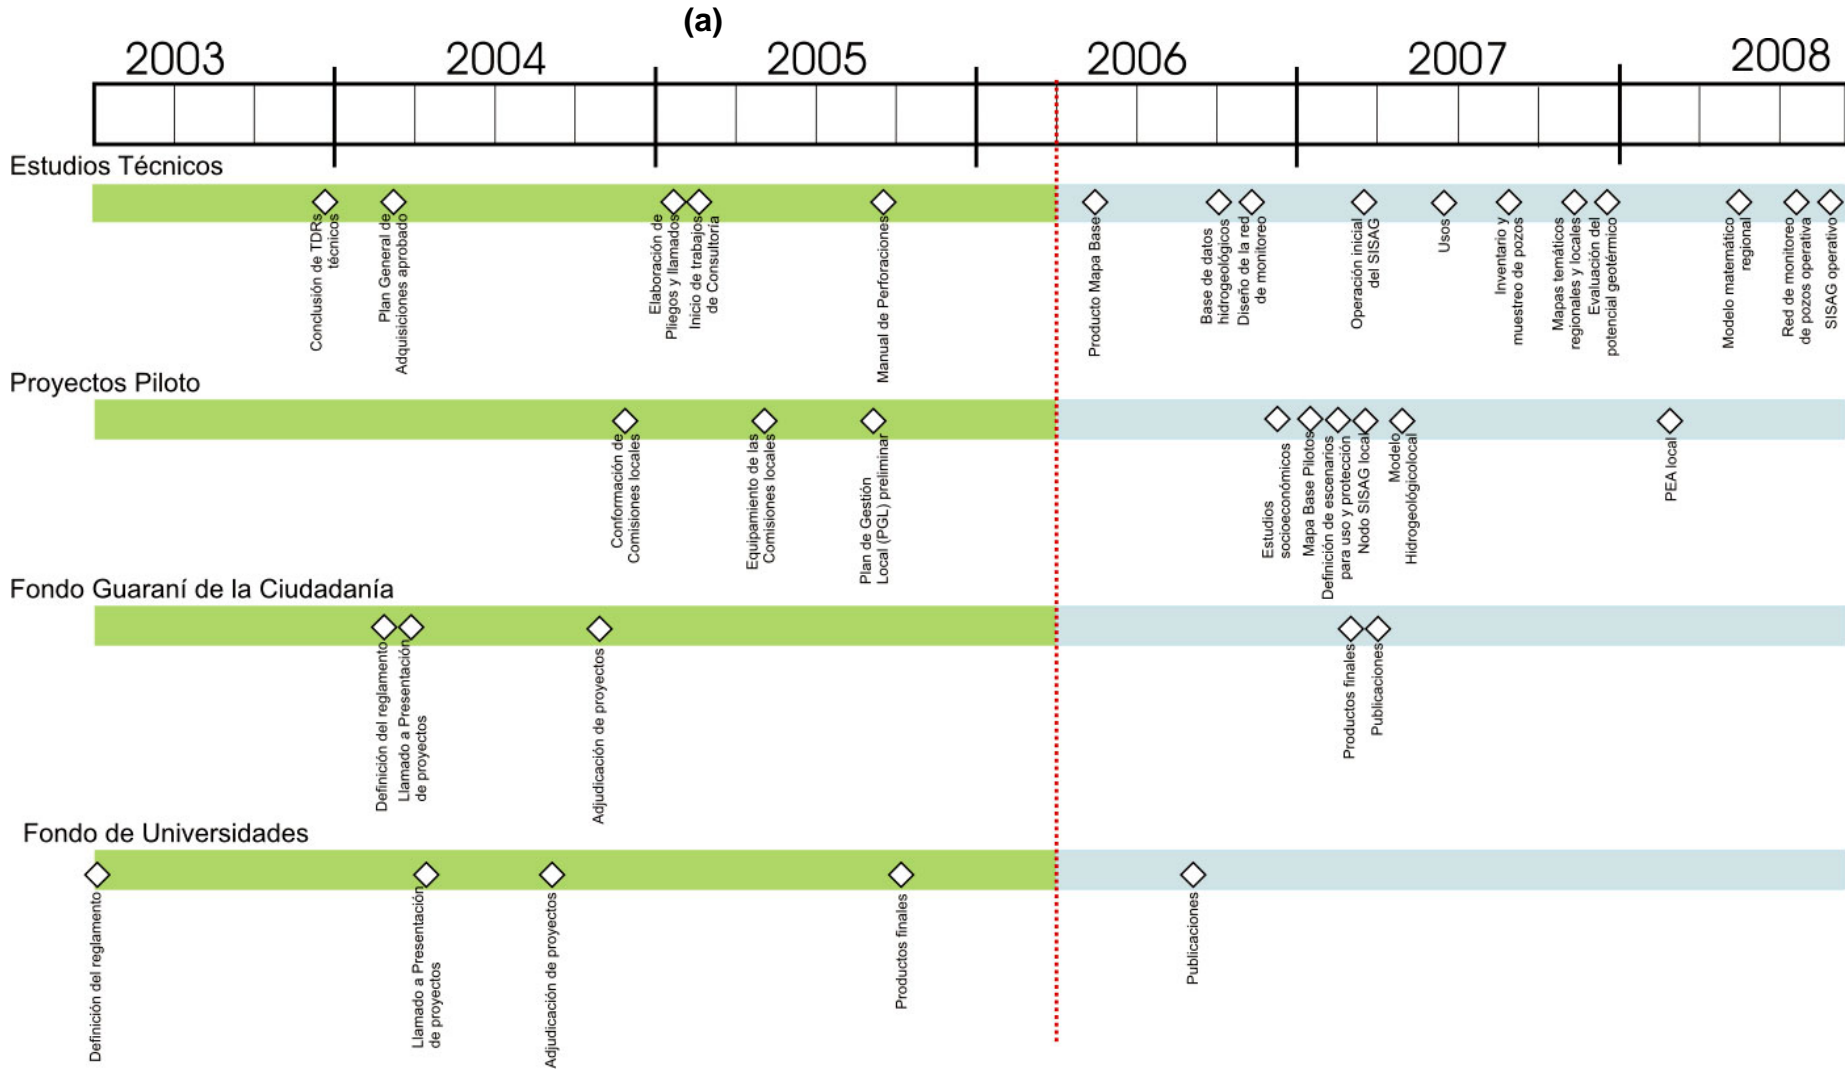 (a)
2003 2004 2005 2006 2007 2008
Estudios Técnicos
Conclusión de TDRs
técnicos
Plan General de
Adquisiciones aprobado
Elaboración de
Pliegos y llamados
Inicio de trabajos
de Consultoría
Manual de Perforaciones
Producto Mapa Base
Base de datos
hidrogeológicos
Diseño de la red
de monitoreo
Operación inicial
del SISAG
Usos
Inventario y
muestreo de pozos
Mapas temáticos
regionales y locales
Evaluación del
potencial geotérmico
Modelo matemático
regional
Red de monitoreo
de pozos operativa
SISAG operativo
Proyectos Piloto
Conformación de
Comisiones locales
Equipamiento de las
Comisiones locales
Plan de Gestión
Local (PGL) preliminar
Estudios
socioeconómicos
Mapa Base Pilotos
Definición de escenarios
para uso y protección
Nodo SISAG local
Modelo
Hidrogeológicolocal
PEA local
Fondo Guaraní de la Ciudadanía
Definición del reglamento
Llamado a Presentación
de proyectos
Adjudicación de proyectos
Productos finales
Publicaciones
Fondo de Universidades
Definición del reglamento
Llamado a Presentación
de proyectos
Adjudicación de proyectos
Productos finales
Publicaciones